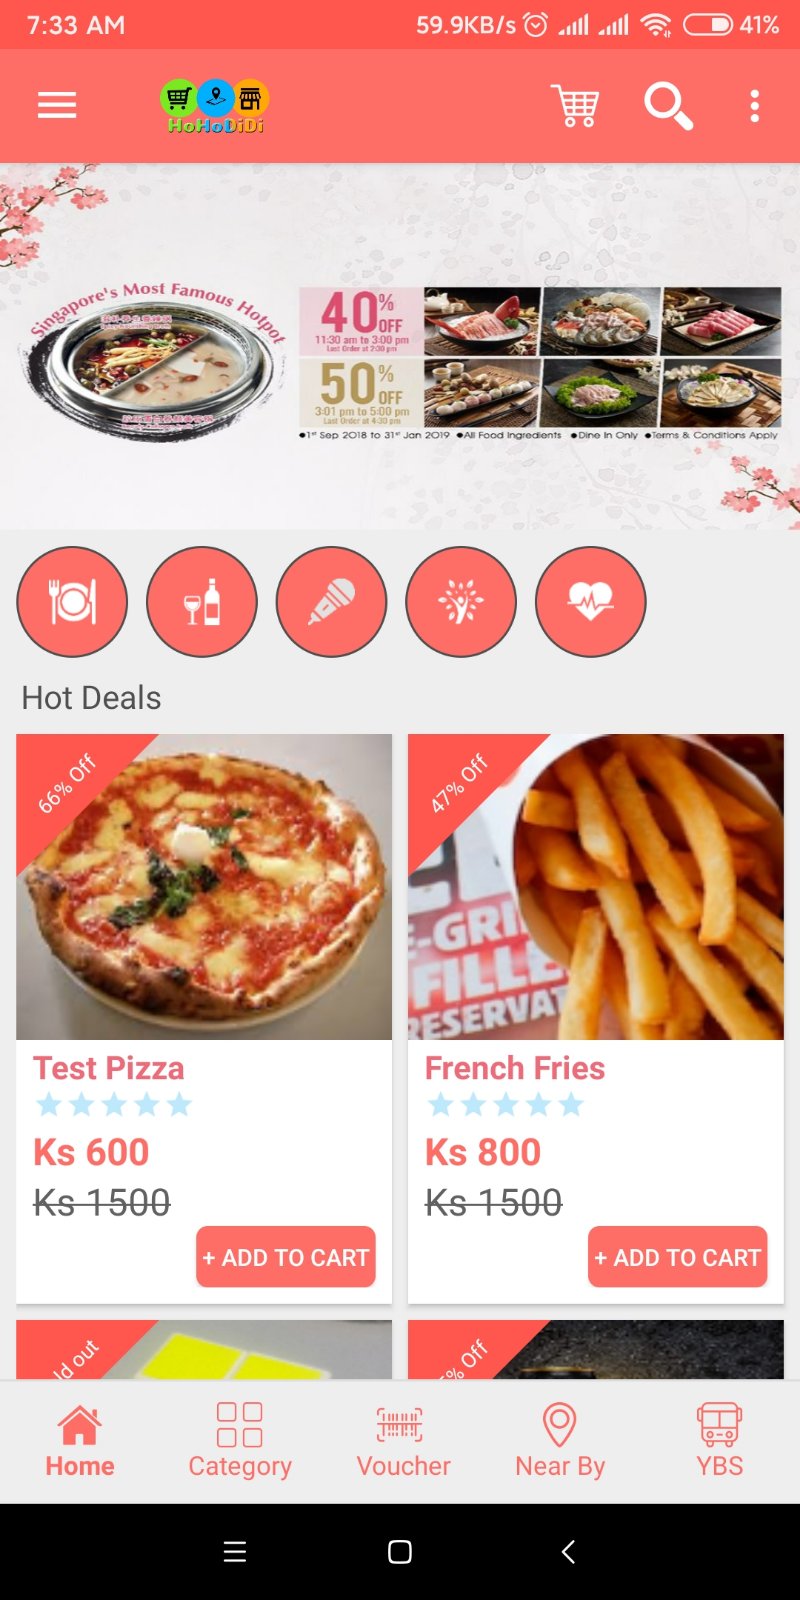 7:33 AM 59.9KB/s 41%
HoHoDiDi
Singapore's Most Famous Hotpot
40% OFF
11:30 am to 3:00 pm
Last Order at 2:30 pm
50% OFF
3:01 pm to 5:00 pm
Last Order at 4:30 pm
●1st Sep 2018 to 31st Jan 2019 ●All Food Ingredients ●Dine In Only ●Terms & Conditions Apply
Hot Deals
66% Off
47% Off
E-GRI
FILLE
RESERVAT
Test Pizza
French Fries
Ks 600
Ks 800
Ks 1500
Ks 1500
+ ADD TO CART
+ ADD TO CART
ld out
% Off
Home
Category
Voucher
Near By
YBS